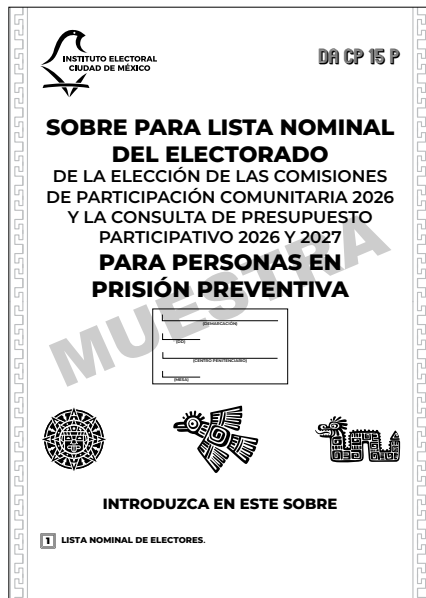 INSTITUTO ELECTORAL
CIUDAD DE MÉXICO
DA CP 15 P
SOBRE PARA LISTA NOMINAL
DEL ELECTORADO
DE LA ELECCIÓN DE LAS COMISIONES
DE PARTICIPACIÓN COMUNITARIA 2026
Y LA CONSULTA DE PRESUPUESTO
PARTICIPATIVO 2026 Y 2027
PARA PERSONAS EN
PRISIÓN PREVENTIVA
MUESTRA
(DEMARCACIÓN)
(DD)
(CENTRO PENITENCIARIO)
(MESA)
INTRODUZCA EN ESTE SOBRE
1 LISTA NOMINAL DE ELECTORES.